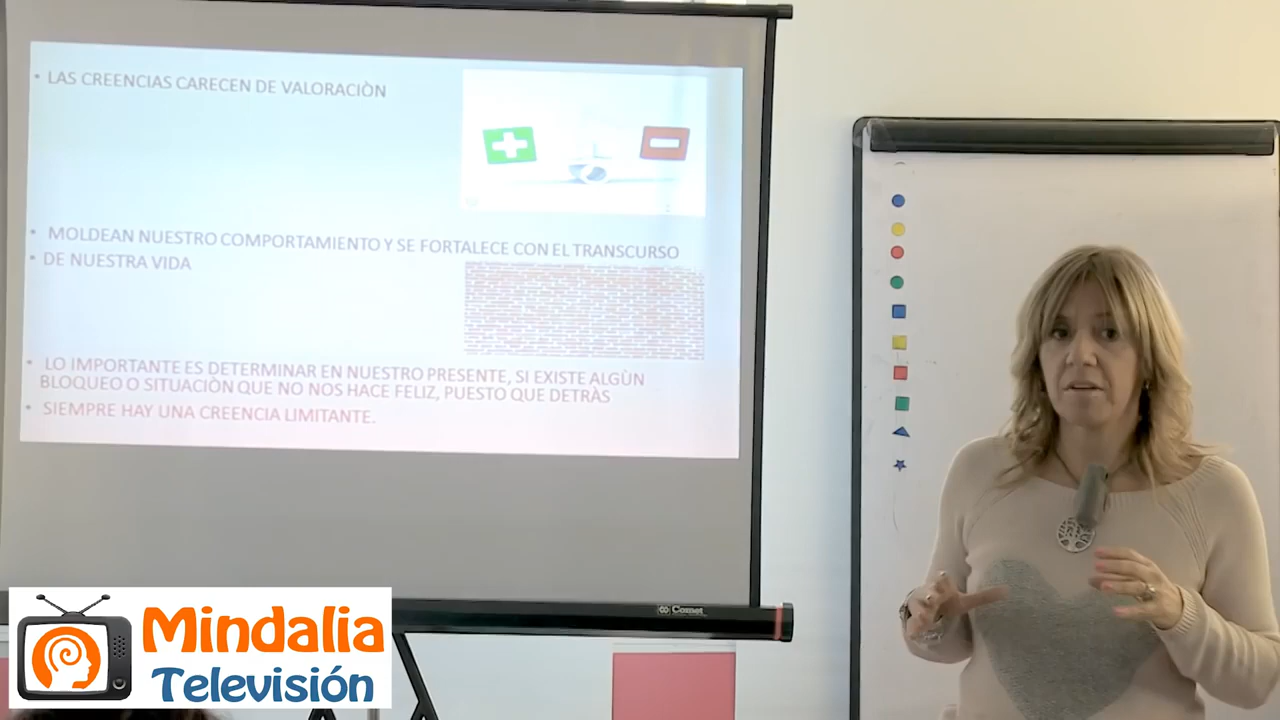 • LAS CREENCIAS CARECEN DE VALORACIÒN
• MOLDEAN NUESTRO COMPORTAMIENTO Y SE FORTALECE CON EL TRANSCURSO
• DE NUESTRA VIDA
• LO IMPORTANTE ES DETERMINAR EN NUESTRO PRESENTE, SI EXISTE ALGÙN
BLOQUEO O SITUACIÒN QUE NO NOS HACE FELIZ, PUESTO QUE DETRÀS
• SIEMPRE HAY UNA CREENCIA LIMITANTE.
Comet
Mindalia
Televisión